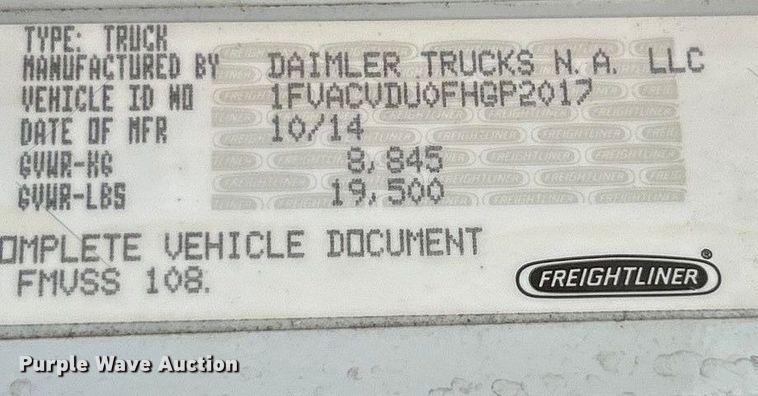 TYPE: TRUCK
MANUFACTURED BY DAIMLER TRUCKS N.A. LLC
VEHICLE ID NO 1FVACVDU0FHGP2017
DATE OF MFR 10/14
GVWR-KG 8,845
GVWR-LBS 19,500
OMPLETE VEHICLE DOCUMENT
FMVSS 108.
FREIGHTLINER®
Purple Wave Auction